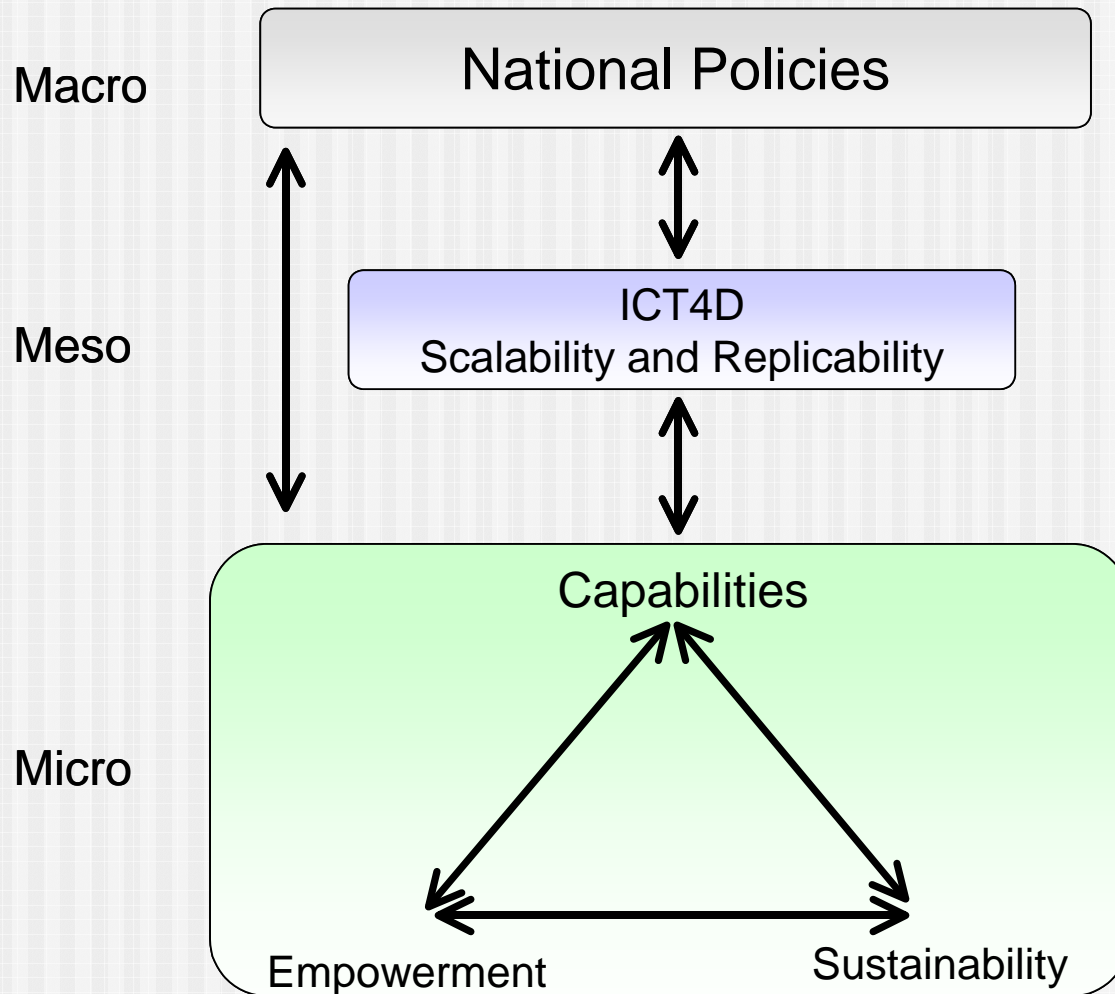 Macro
National Policies
Meso
ICT4D
Scalability and Replicability
Capabilities
Micro
Empowerment
Sustainability